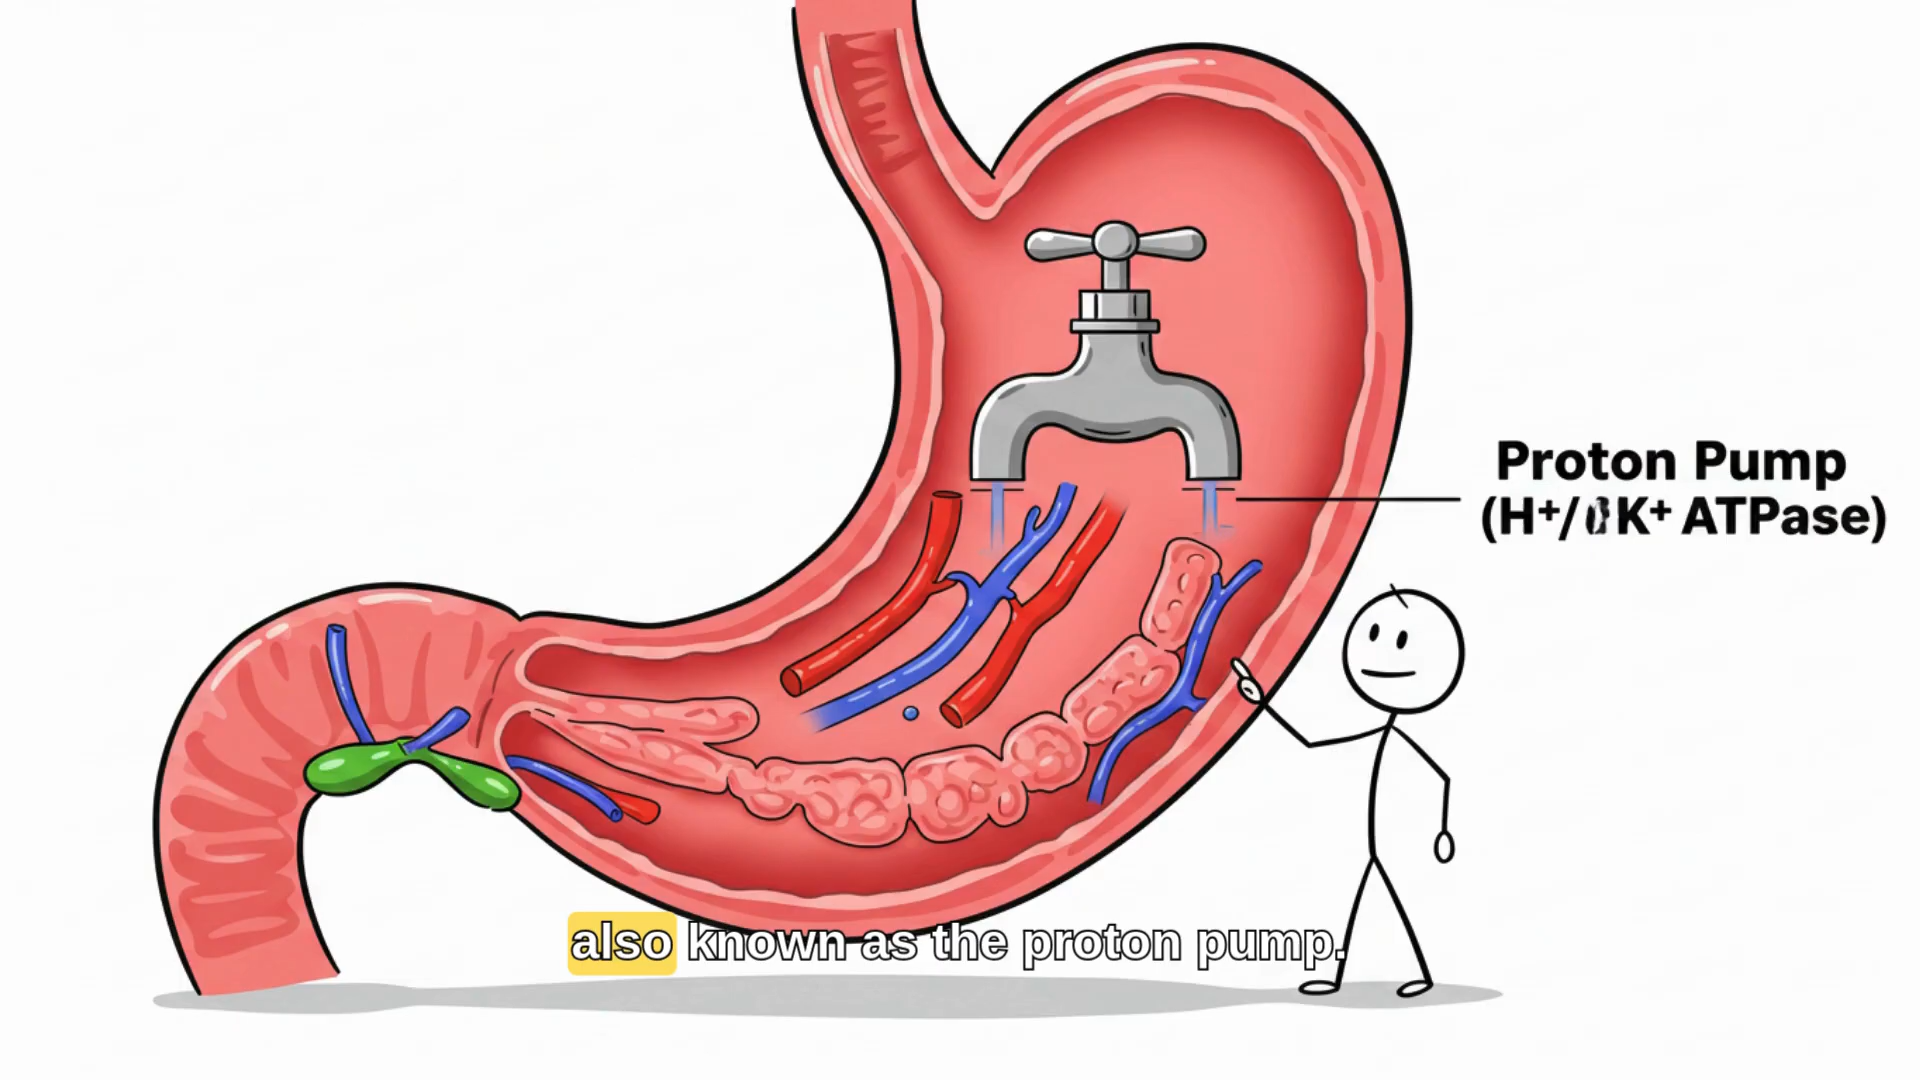 Proton Pump
(H⁺/ K⁺ ATPase)
also known as the proton pump.